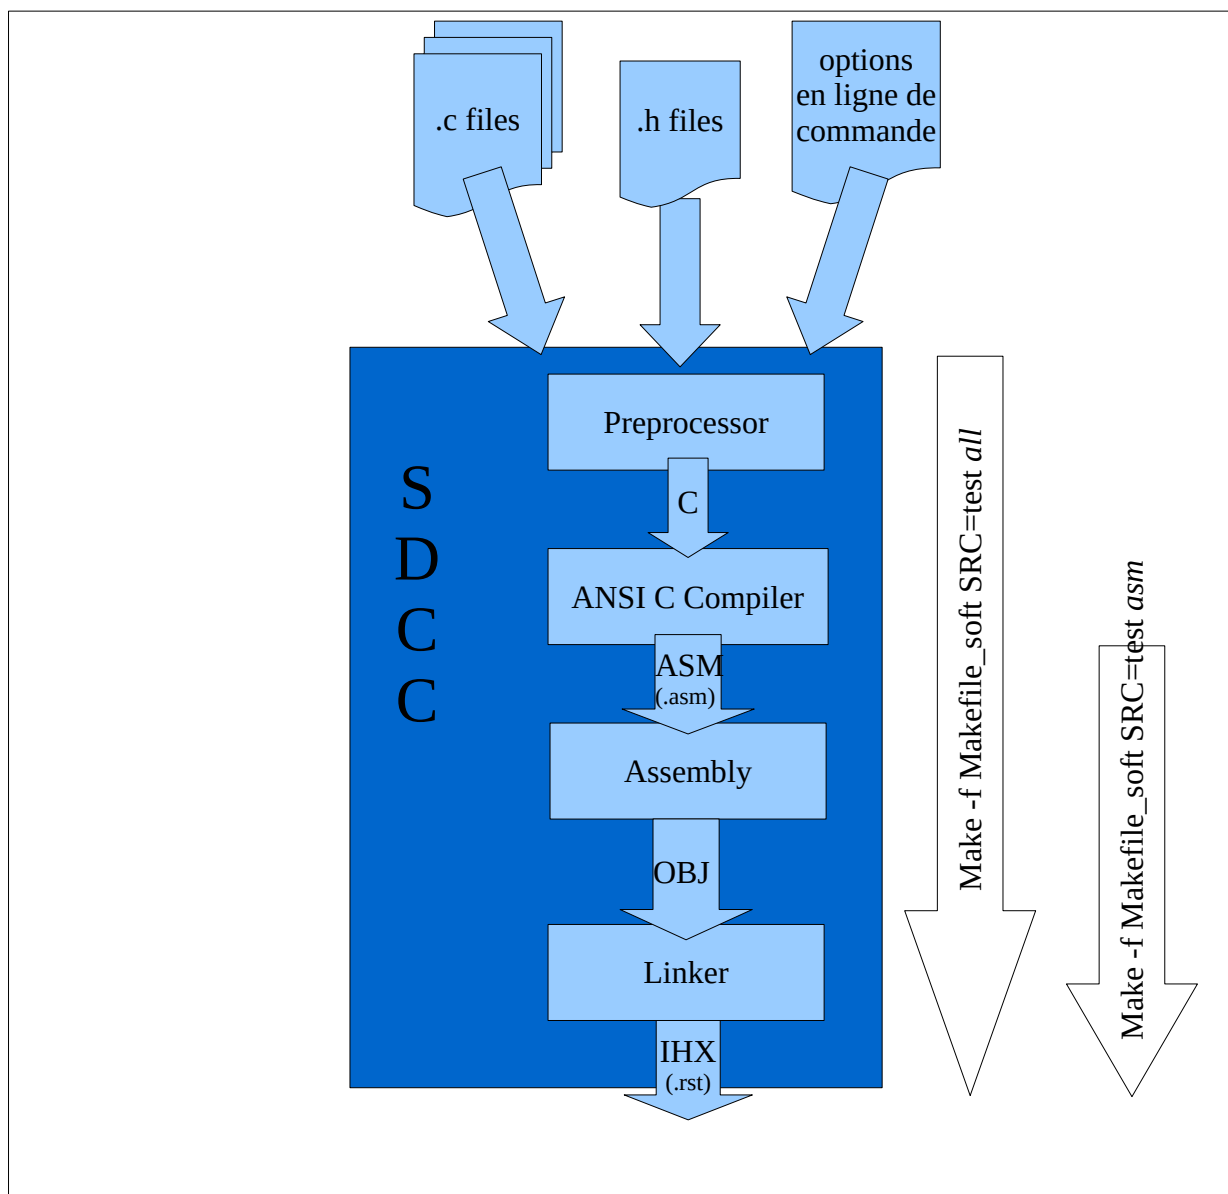 .c files
.h files
options
en ligne de
commande
S
D
C
C
Preprocessor
C
ANSI C Compiler
ASM
(.asm)
Assembly
OBJ
Linker
IHX
(.rst)
Make -f Makefile_soft SRC=test all
Make -f Makefile_soft SRC=test asm